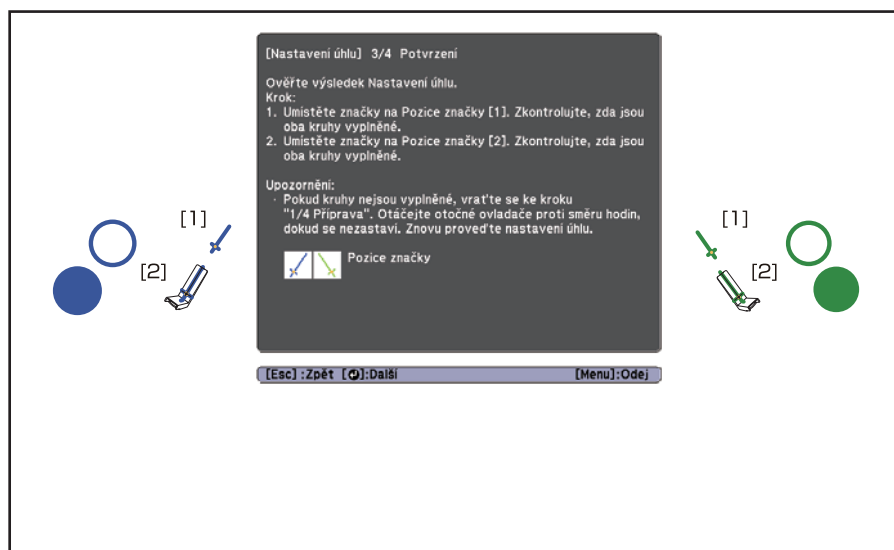 [Nastavení úhlu] 3/4 Potvrzení
Ověřte výsledek Nastavení úhlu.
Krok:
1. Umístěte značky na Pozice značky [1]. Zkontrolujte, zda jsou
oba kruhy vyplněné.
2. Umístěte značky na Pozice značky [2]. Zkontrolujte, zda jsou
oba kruhy vyplněné.
Upozornění:
· Pokud kruhy nejsou vyplněné, vraťte se ke kroku
"1/4 Příprava". Otáčejte otočné ovladače proti směru hodin,
dokud se nezastaví. Znovu proveďte nastavení úhlu.
Pozice značky
[1]
[2]
[1]
[2]
[Esc] :Zpět [⏎]:Další [Menu]:Odej